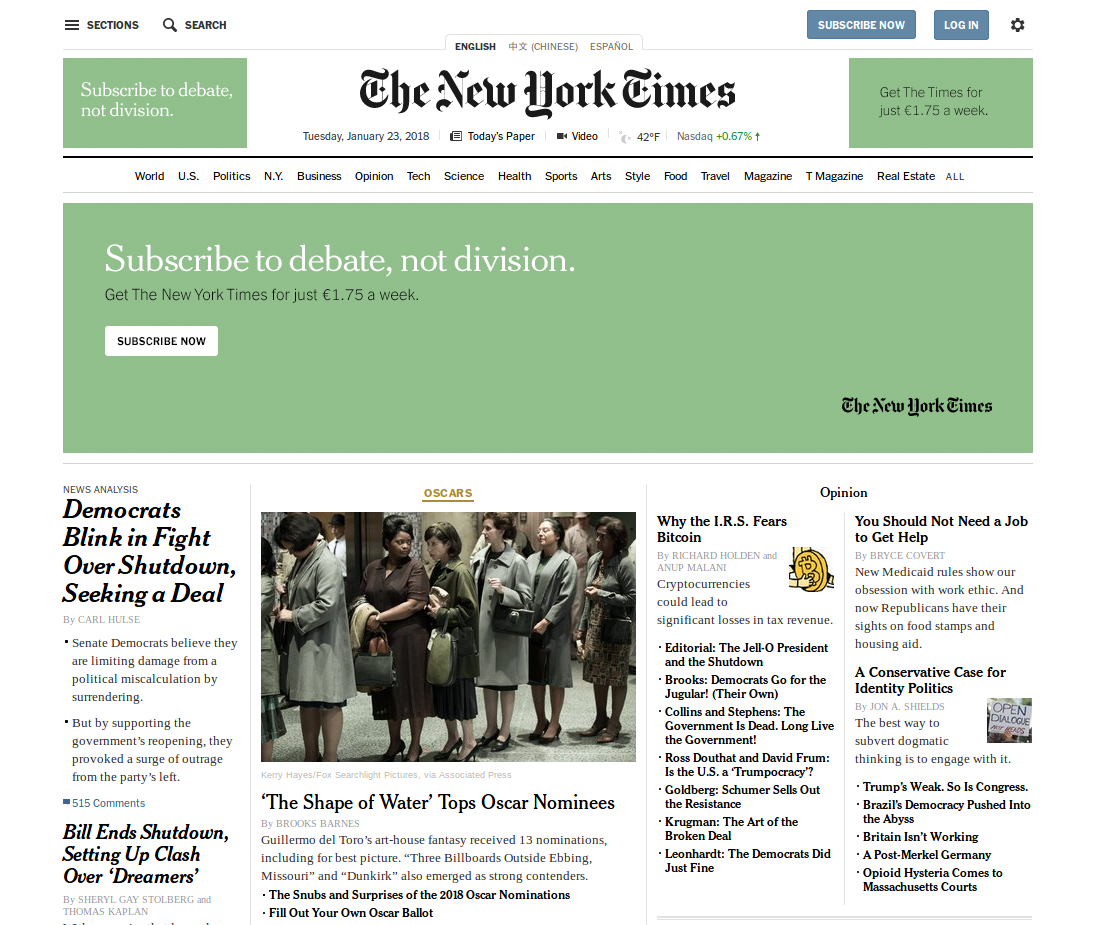 SECTIONS
SEARCH
SUBSCRIBE NOW
LOG IN
ENGLISH
中文 (CHINESE)
ESPAÑOL
Subscribe to debate,
not division.
The New York Times
Get The Times for
just €1.75 a week.
Tuesday, January 23, 2018
Today's Paper
Video
42°F
Nasdaq +0.67% ↑
World
U.S.
Politics
N.Y.
Business
Opinion
Tech
Science
Health
Sports
Arts
Style
Food
Travel
Magazine
T Magazine
Real Estate
ALL
Subscribe to debate, not division.
Get The New York Times for just €1.75 a week.
SUBSCRIBE NOW
The New York Times
NEWS ANALYSIS
Democrats
Blink in Fight
Over Shutdown,
Seeking a Deal
By CARL HULSE
Senate Democrats believe they
are limiting damage from a
political miscalculation by
surrendering.
But by supporting the
government's reopening, they
provoked a surge of outrage
from the party's left.
515 Comments
Bill Ends Shutdown,
Setting Up Clash
Over ‘Dreamers’
By SHERYL GAY STOLBERG and
THOMAS KAPLAN
OSCARS
Kerry Hayes/Fox Searchlight Pictures, via Associated Press
‘The Shape of Water’ Tops Oscar Nominees
By BROOKS BARNES
Guillermo del Toro's art-house fantasy received 13 nominations,
including for best picture. “Three Billboards Outside Ebbing,
Missouri” and “Dunkirk” also emerged as strong contenders.
· The Snubs and Surprises of the 2018 Oscar Nominations
· Fill Out Your Own Oscar Ballot
Opinion
Why the I.R.S. Fears
Bitcoin
By RICHARD HOLDEN and
ANUP MALANI
Cryptocurrencies
could lead to
significant losses in tax revenue.
· Editorial: The Jell-O President
and the Shutdown
· Brooks: Democrats Go for the
Jugular! (Their Own)
· Collins and Stephens: The
Government Is Dead. Long Live
the Government!
· Ross Douthat and David Frum:
Is the U.S. a ‘Trumpocracy’?
· Goldberg: Schumer Sells Out
the Resistance
· Krugman: The Art of the
Broken Deal
· Leonhardt: The Democrats Did
Just Fine
You Should Not Need a Job
to Get Help
By BRYCE COVERT
New Medicaid rules show our
obsession with work ethic. And
now Republicans have their
sights on food stamps and
housing aid.
A Conservative Case for
Identity Politics
By JON A. SHIELDS
The best way to
subvert dogmatic
thinking is to engage with it.
OPEN
DIALOGUE
· Trump's Weak. So Is Congress.
· Brazil's Democracy Pushed Into
the Abyss
· Britain Isn't Working
· A Post-Merkel Germany
· Opioid Hysteria Comes to
Massachusetts Courts